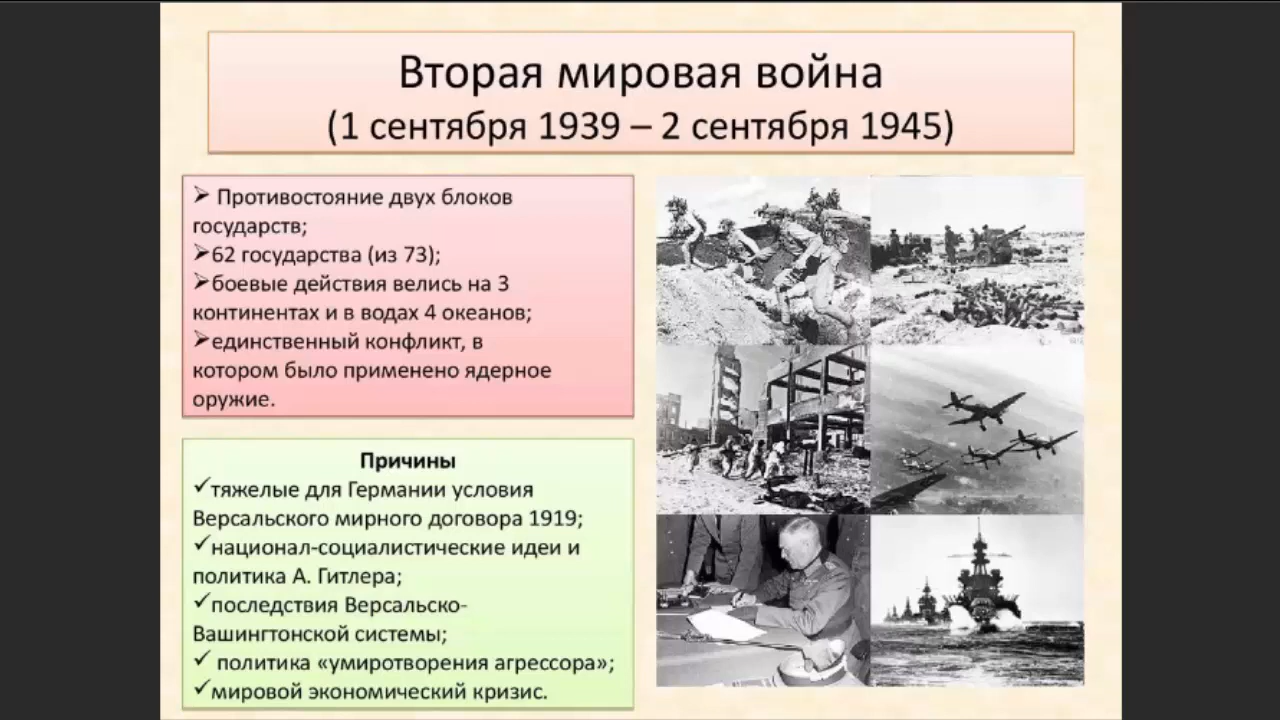 Вторая мировая война
(1 сентября 1939 – 2 сентября 1945)
➢ Противостояние двух блоков
государств;
➢62 государства (из 73);
➢боевые действия велись на 3
континентах и в водах 4 океанов;
➢единственный конфликт, в
котором было применено ядерное
оружие.
Причины
✓тяжелые для Германии условия
Версальского мирного договора 1919;
✓национал-социалистические идеи и
политика А. Гитлера;
✓последствия Версальско-
Вашингтонской системы;
✓ политика «умиротворения агрессора»;
✓мировой экономический кризис.